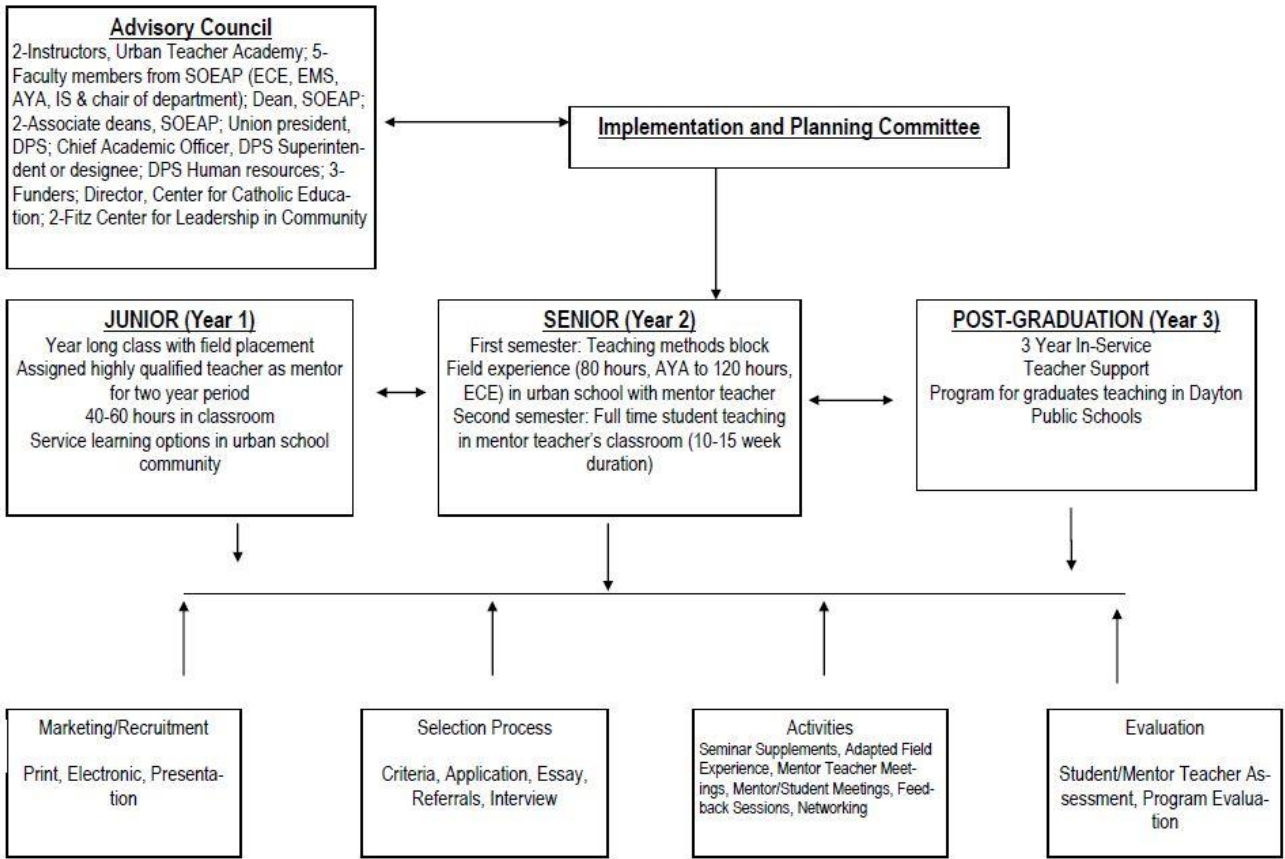 Advisory Council
2-Instructors, Urban Teacher Academy; 5-
Faculty members from SOEAP (ECE, EMS,
AYA, IS & chair of department); Dean, SOEAP;
2-Associate deans, SOEAP; Union president,
DPS; Chief Academic Officer, DPS Superinten-
dent or designee; DPS Human resources; 3-
Funders; Director, Center for Catholic Educa-
tion; 2-Fitz Center for Leadership in Community
Implementation and Planning Committee
JUNIOR (Year 1)
Year long class with field placement
Assigned highly qualified teacher as mentor
for two year period
40-60 hours in classroom
Service learning options in urban school
community
SENIOR (Year 2)
First semester: Teaching methods block
Field experience (80 hours, AYA to 120 hours,
ECE) in urban school with mentor teacher
Second semester: Full time student teaching
in mentor teacher's classroom (10-15 week
duration)
POST-GRADUATION (Year 3)
3 Year In-Service
Teacher Support
Program for graduates teaching in Dayton
Public Schools
Marketing/Recruitment
Print, Electronic, Presenta-
tion
Selection Process
Criteria, Application, Essay,
Referrals, Interview
Activities
Seminar Supplements, Adapted Field
Experience, Mentor Teacher Meet-
ings, Mentor/Student Meetings, Feed-
back Sessions, Networking
Evaluation
Student/Mentor Teacher As-
sessment, Program Evalua-
tion